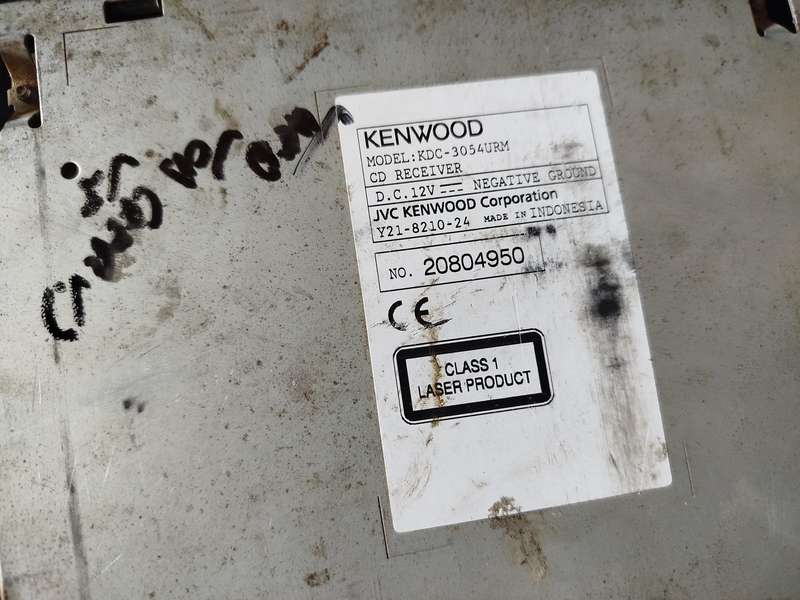 KENWOOD
MODEL:KDC-3054URM
CD RECEIVER
D.C.12V ⎓ NEGATIVE GROUND
JVC KENWOOD Corporation
Y21-8210-24 MADE IN INDONESIA
NO. 20804950
CE
CLASS 1
LASER PRODUCT